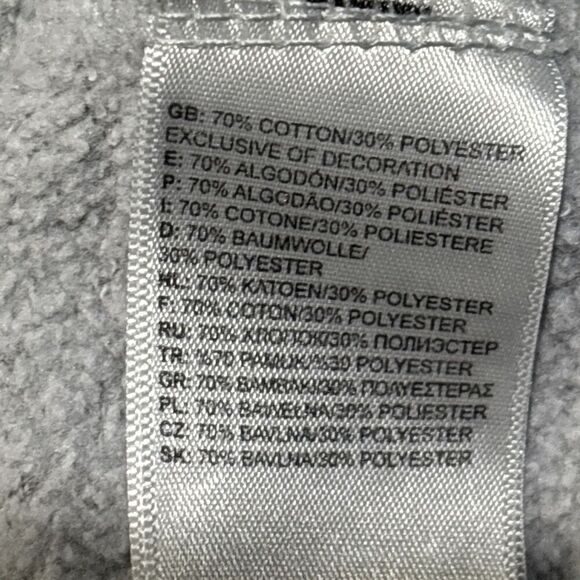 GB: 70% COTTON/30% POLYESTER
EXCLUSIVE OF DECORATION
E: 70% ALGODÓN/30% POLIÉSTER
P: 70% ALGODÃO/30% POLIÉSTER
I: 70% COTONE/30% POLIESTERE
D: 70% BAUMWOLLE/
30% POLYESTER
NL: 70% KATOEN/30% POLYESTER
F: 70% COTON/30% POLYESTER
RU: 70% ХЛОПОК/30% ПОЛИЭСТЕР
TR: %70 PAMUK/%30 POLYESTER
GR: 70% ΒΑΜΒΑΚΙ/30% ΠΟΛΥΕΣΤΕΡΑΣ
PL: 70% BAWEŁNA/30% POLIESTER
CZ: 70% BAVLNA/30% POLYESTER
SK: 70% BAVLNA/30% POLYESTER